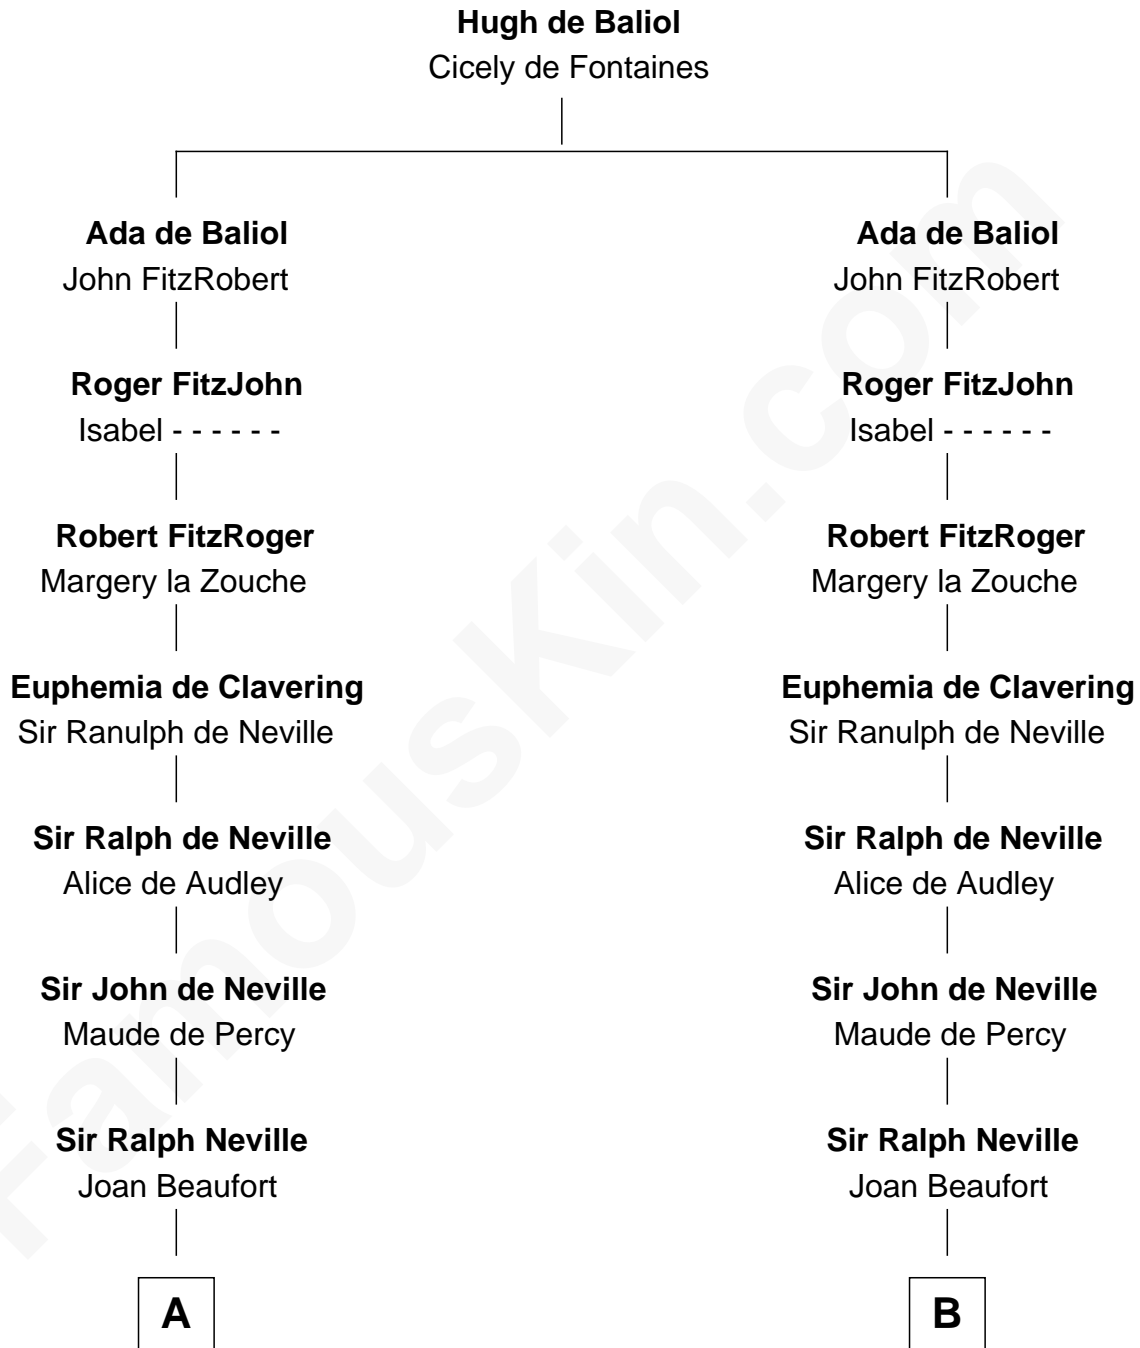 Hugh de Baliol
Cicely de Fontaines
Ada de Baliol
John FitzRobert
Roger FitzJohn
Isabel - - - - - -
Robert FitzRoger
Margery la Zouche
Euphemia de Clavering
Sir Ranulph de Neville
Sir Ralph de Neville
Alice de Audley
Sir John de Neville
Maude de Percy
Sir Ralph Neville
Joan Beaufort
A
Ada de Baliol
John FitzRobert
Roger FitzJohn
Isabel - - - - - -
Robert FitzRoger
Margery la Zouche
Euphemia de Clavering
Sir Ranulph de Neville
Sir Ralph de Neville
Alice de Audley
Sir John de Neville
Maude de Percy
Sir Ralph Neville
Joan Beaufort
B
FamousKin.com